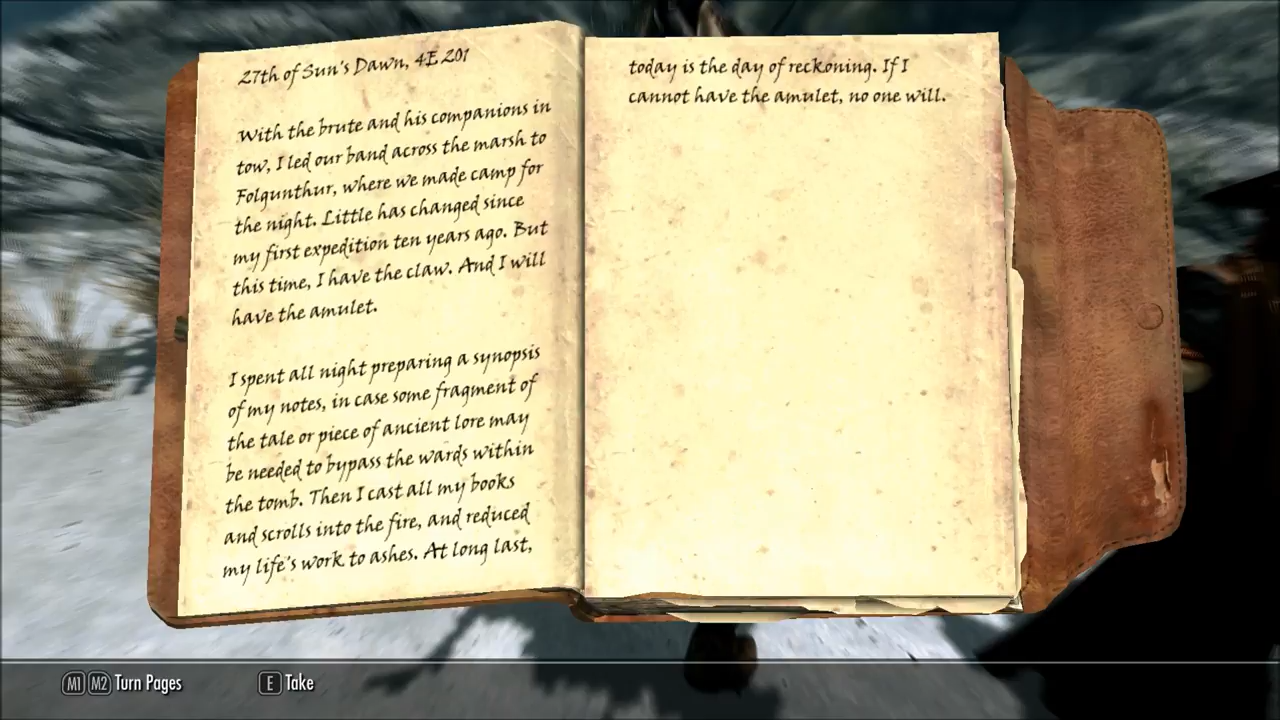 27th of Sun's Dawn, 4E 201
With the brute and his companions in
tow, I led our band across the marsh to
Folgunthur, where we made camp for
the night. Little has changed since
my first expedition ten years ago. But
this time, I have the claw. And I will
have the amulet.
I spent all night preparing a synopsis
of my notes, in case some fragment of
the tale or piece of ancient lore may
be needed to bypass the wards within
the tomb. Then I cast all my books
and scrolls into the fire, and reduced
my life's work to ashes. At long last,
today is the day of reckoning. If I
cannot have the amulet, no one will.
M1 M2 Turn Pages
E Take